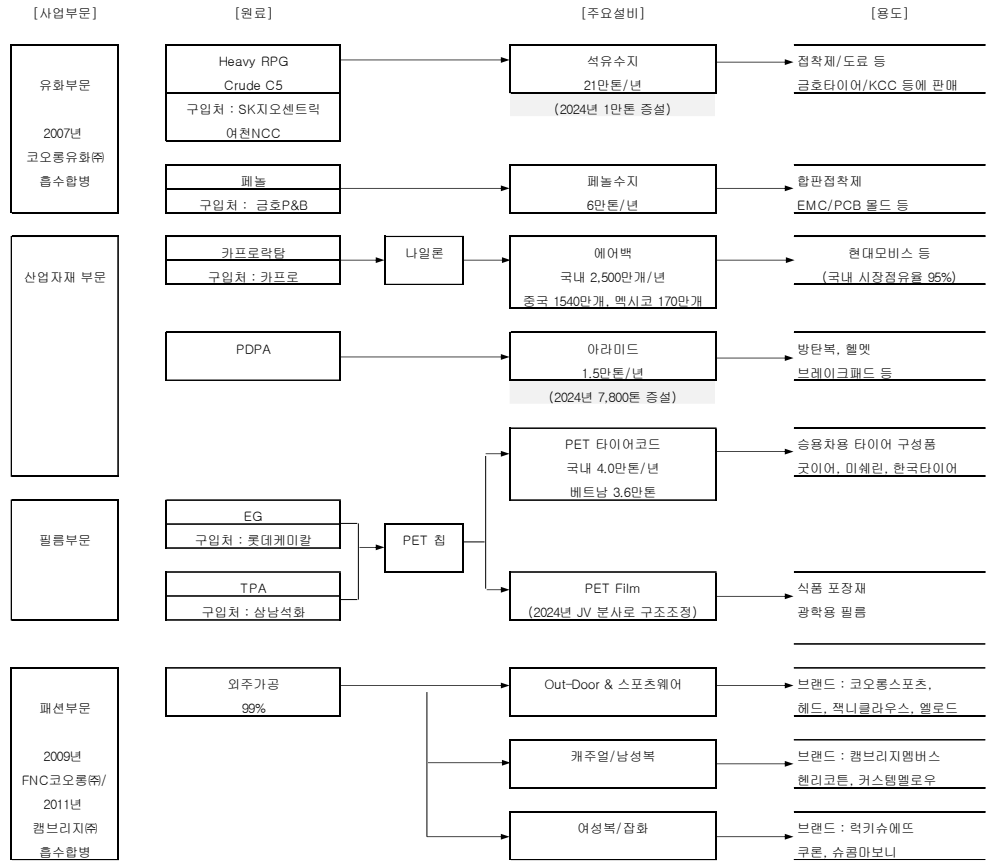 [사업부문]
[원료]
[주요설비]
[용도]
유화부문
2007년
코오롱유화㈜
흡수합병
Heavy RPG
Crude C5
구입처 : SK지오센트릭
여천NCC
석유수지
21만톤/년
(2024년 1만톤 증설)
접착제/도료 등
금호타이어/KCC 등에 판매
페놀
구입처 : 금호P&B
페놀수지
6만톤/년
합판접착제
EMC/PCB 몰드 등
산업자재 부문
카프로락탐
구입처 : 카프로
나일론
에어백
국내 2,500만개/년
중국 1540만개, 멕시코 170만개
현대모비스 등
(국내 시장점유율 95%)
PDPA
아라미드
1.5만톤/년
(2024년 7,800톤 증설)
방탄복, 헬멧
브레이크패드 등
PET 타이어코드
국내 4.0만톤/년
베트남 3.6만톤
승용차용 타이어 구성품
굿이어, 미쉐린, 한국타이어
필름부문
EG
구입처 : 롯데케미칼
TPA
구입처 : 삼남석화
PET 칩
PET Film
(2024년 JV 분사로 구조조정)
식품 포장재
광학용 필름
패션부문
2009년
FNC코오롱㈜/
2011년
캠브리지㈜
흡수합병
외주가공
99%
Out-Door & 스포츠웨어
브랜드 : 코오롱스포츠,
헤드, 잭니클라우스, 엘로드
캐주얼/남성복
브랜드 : 캠브리지멤버스
헨리코튼, 커스템멜로우
여성복/잡화
브랜드 : 럭키슈에뜨
쿠론, 슈콤마보니